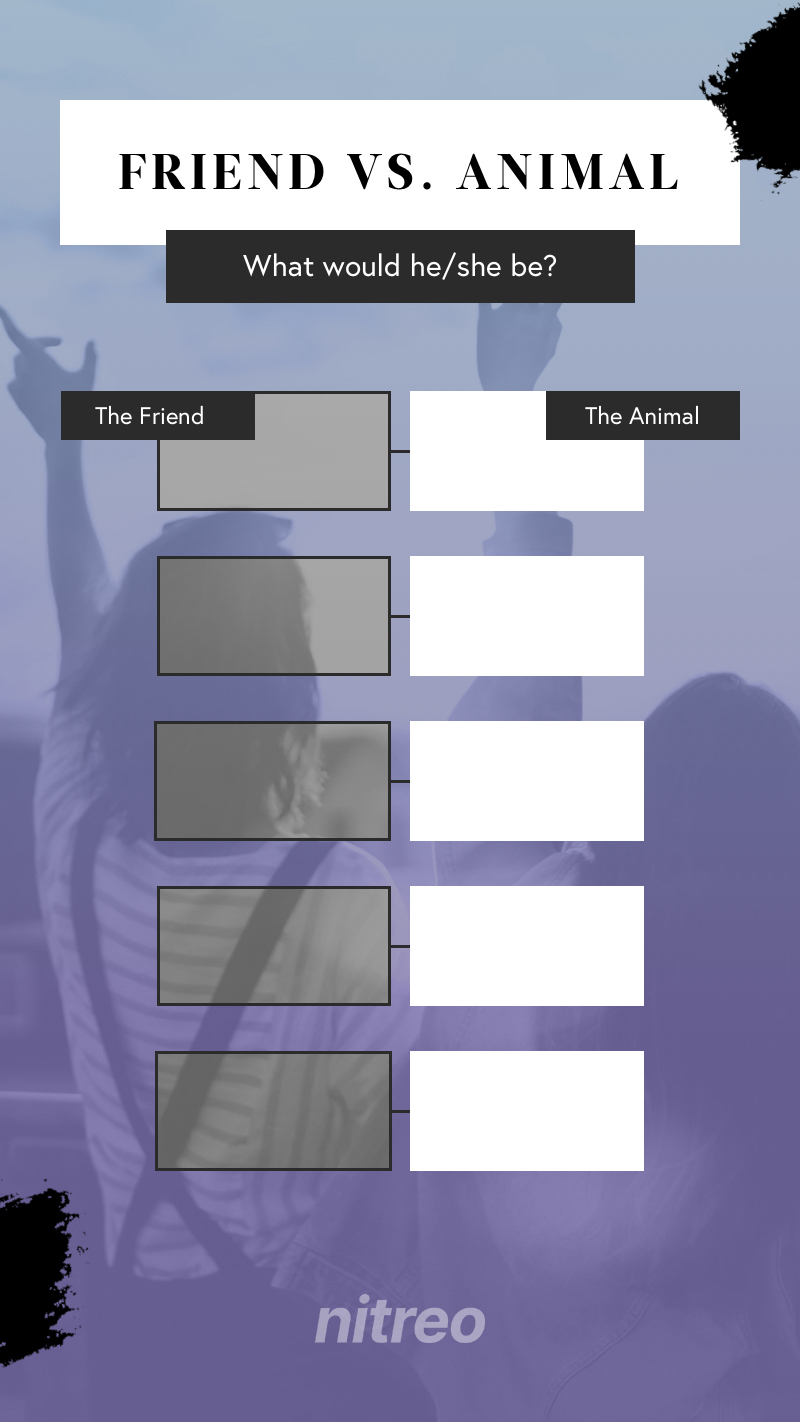 FRIEND VS. ANIMAL
What would he/she be?
The Friend
The Animal
nitreo